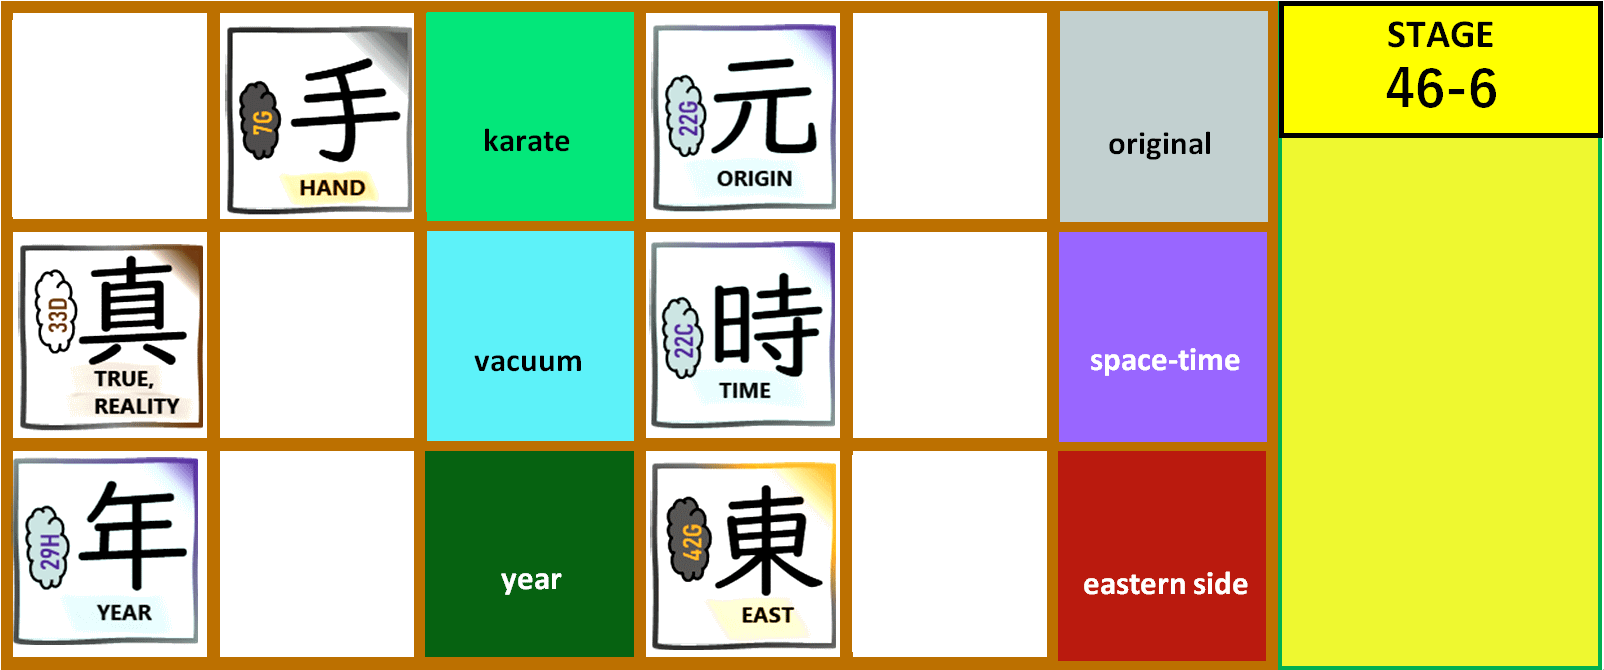 手
7G
HAND
karate
元
22G
ORIGIN
original
STAGE
46-6
真
33D
TRUE,
REALITY
vacuum
時
22C
TIME
space-time
年
29H
YEAR
year
東
42G
EAST
eastern side